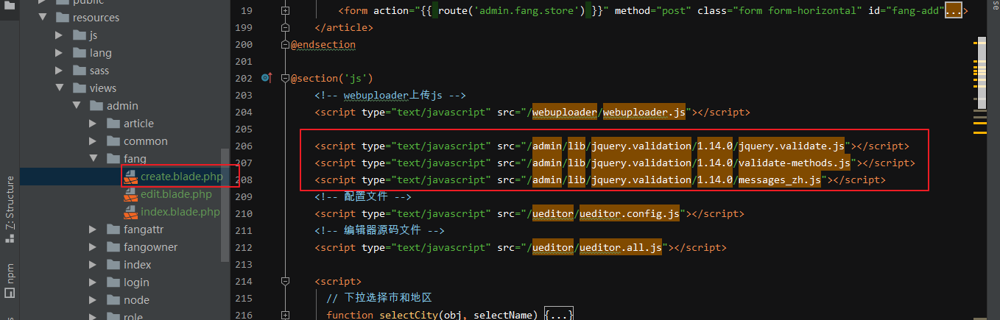 public
resources
js
lang
sass
views
admin
article
common
fang
create.blade.php
edit.blade.php
index.blade.php
fangattr
fangowner
index
login
node
role
Z: Structure
npm
19 <form action="{{ route('admin.fang.store') }}" method="post" class="form form-horizontal" id="fang-add"...>
199 </article>
200 @endsection
201
202 @section('js')
203 <!-- webuploader上传js -->
204 <script type="text/javascript" src="/webuploader/webuploader.js"></script>
205
206 <script type="text/javascript" src="/admin/lib/jquery.validation/1.14.0/jquery.validate.js"></script>
207 <script type="text/javascript" src="/admin/lib/jquery.validation/1.14.0/validate-methods.js"></script>
208 <script type="text/javascript" src="/admin/lib/jquery.validation/1.14.0/messages_zh.js"></script>
209 <!-- 配置文件 -->
210 <script type="text/javascript" src="/ueditor/ueditor.config.js"></script>
211 <!-- 编辑器源码文件 -->
212 <script type="text/javascript" src="/ueditor/ueditor.all.js"></script>
213
214 <script>
215 // 下拉选择市和地区
216 function selectCity(obj, selectName) {...}